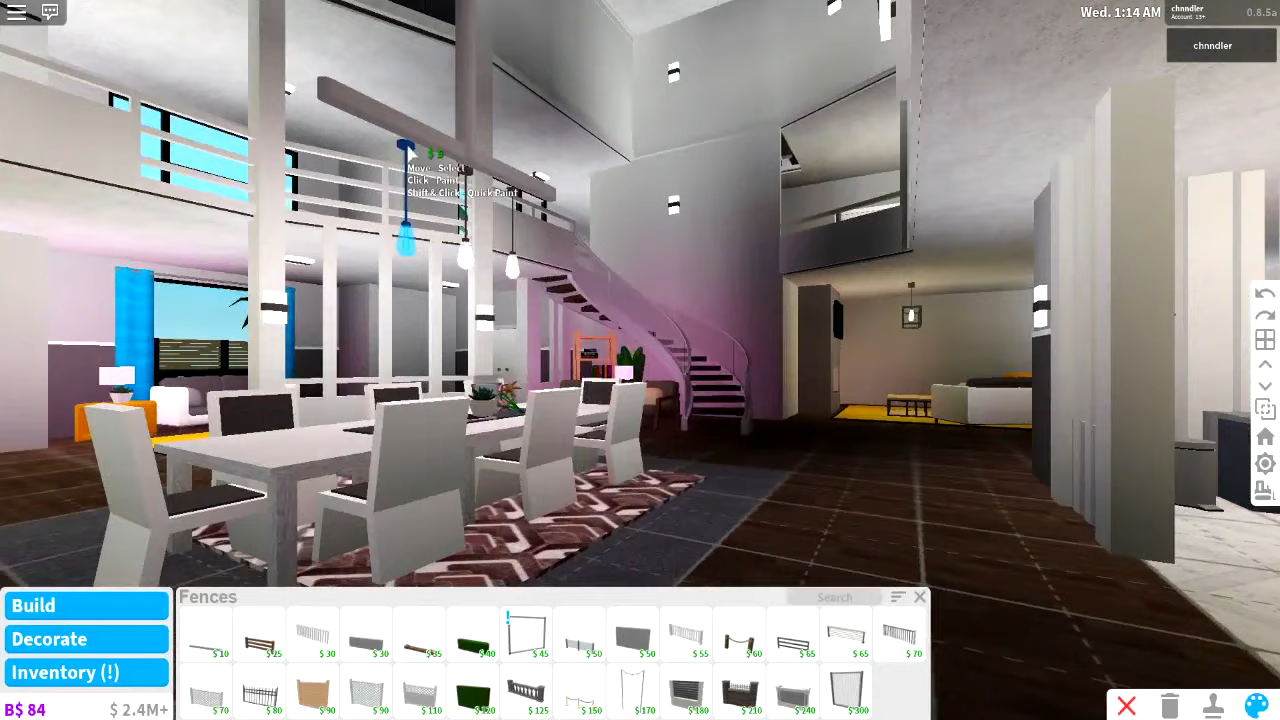 Wed. 1:14 AM
chnndler
Account: 13+
0.8.5a
chnndler
Move - Select
Click - Paint
Shift & Click - Quick Paint
Build
Decorate
Inventory (!)
B$ 84
$ 2.4M+
Fences
Search
$10 $25 $30 $30 $35 $40 $45 $50 $50 $55 $60 $65 $65 $70
$70 $80 $90 $90 $110 $120 $125 $150 $170 $180 $210 $240 $300